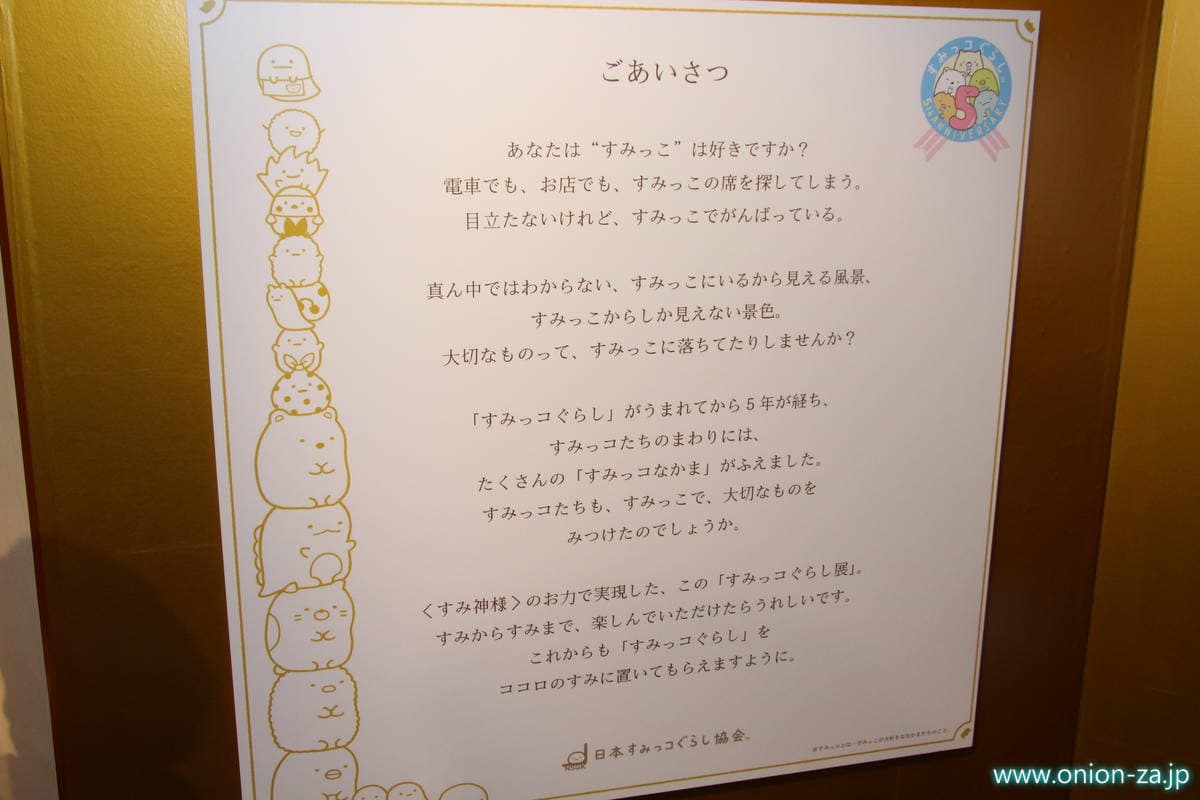 ごあいさつ
すみっコぐらし
5th ANNIVERSARY
5
あなたは“すみっこ”は好きですか？
電車でも、お店でも、すみっこの席を探してしまう。
目立たないけれど、すみっこでがんばっている。
真ん中ではわからない、すみっこにいるから見える風景、
すみっこからしか見えない景色。
大切なものって、すみっこに落ちてたりしませんか？
「すみっコぐらし」がうまれてから５年が経ち、
すみっコたちのまわりには、
たくさんの「すみっコなかま」がふえました。
すみっコたちも、すみっこで、大切なものを
みつけたのでしょうか。
〈すみ神様〉のお力で実現した、この「すみっコぐらし展」。
すみからすみまで、楽しんでいただけたらうれしいです。
これからも「すみっコぐらし」を
ココロのすみに置いてもらえますように。
日本すみっコぐらし協会
www.onion-za.jp